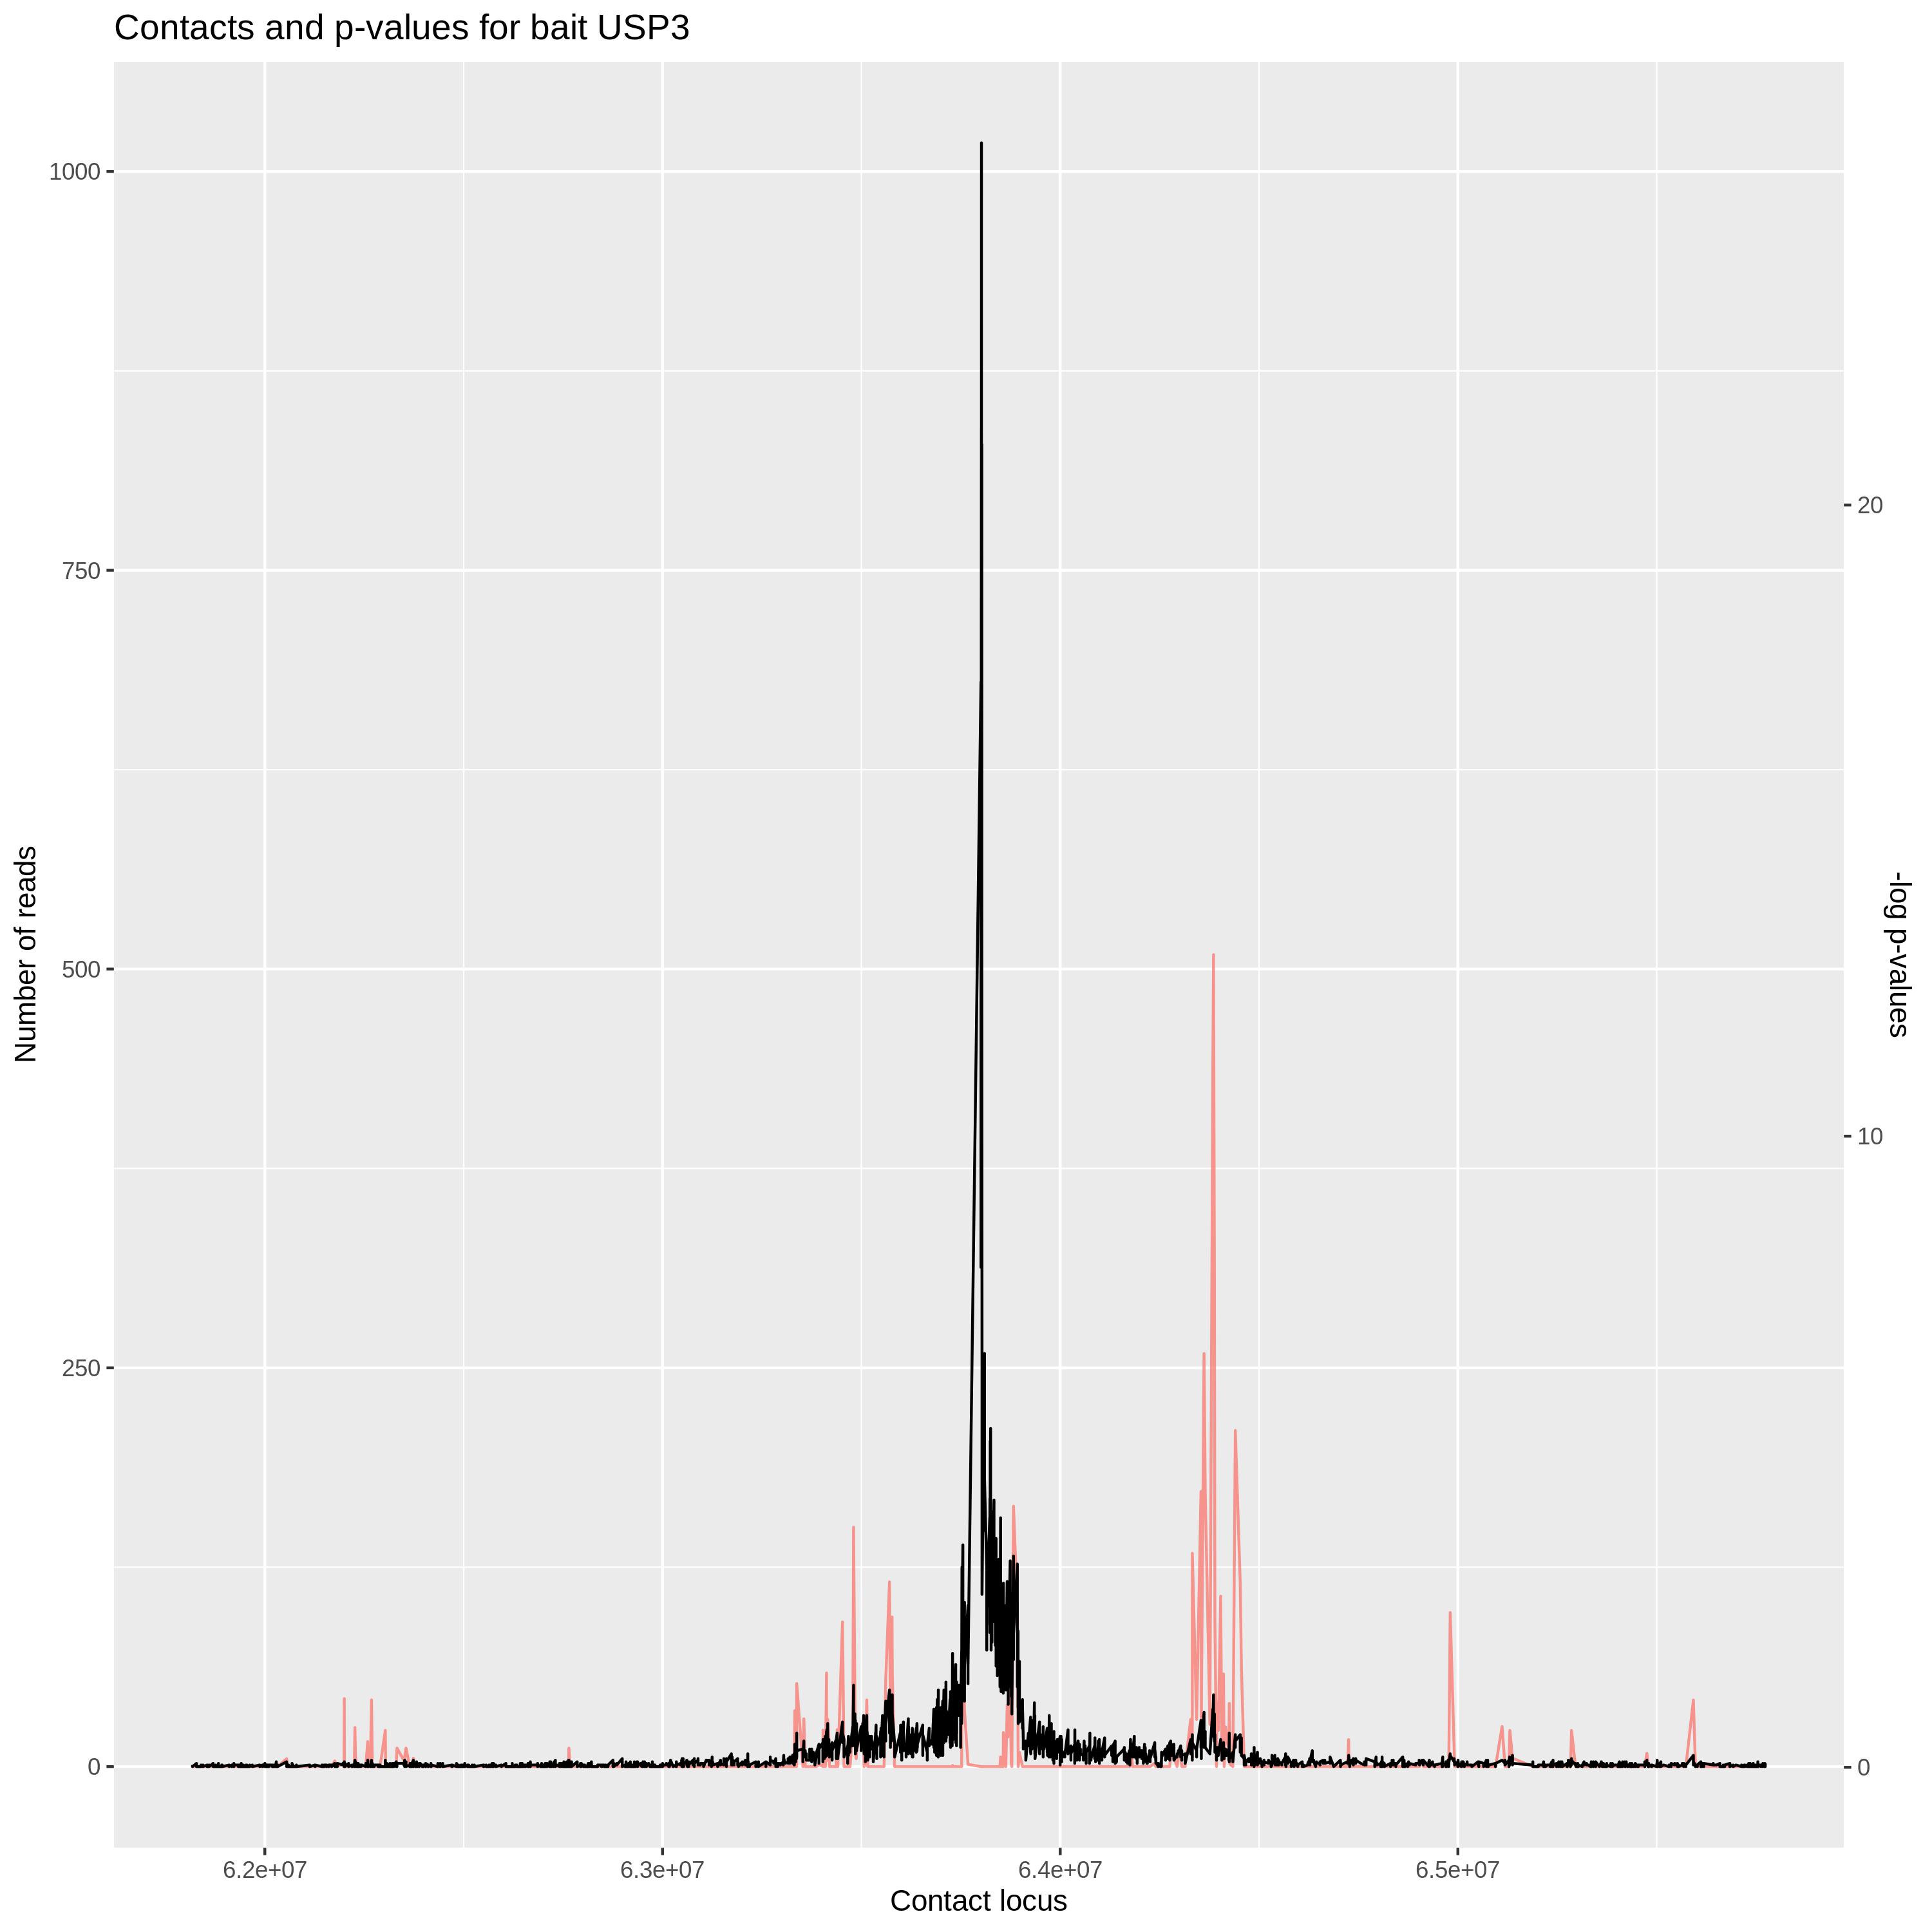 Contacts and p-values for bait USP3
1000
750
500
250
0
Number of reads
20
10
0
-log p-values
6.2e+07
6.3e+07
6.4e+07
6.5e+07
Contact locus